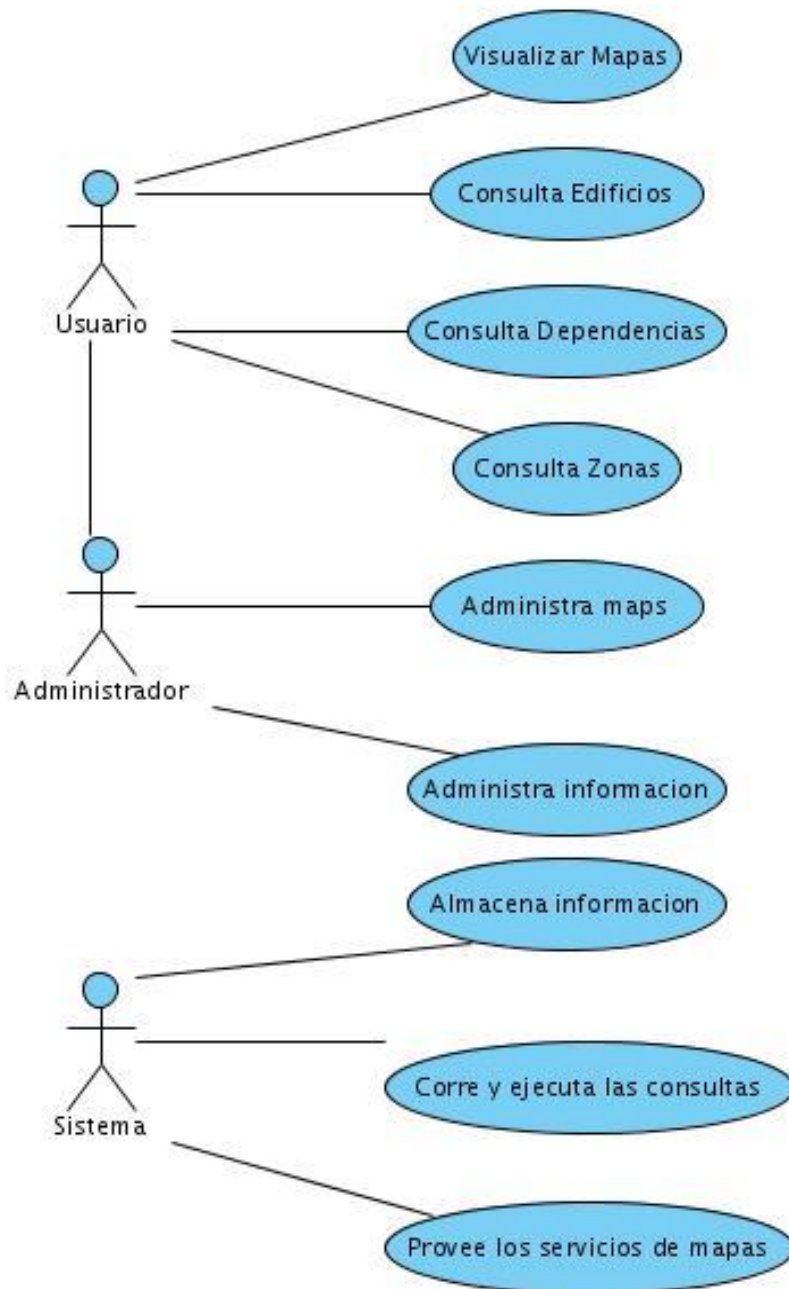 Visualizar Mapas
Consulta Edificios
Usuario
Consulta Dependencias
Consulta Zonas
Administra maps
Administrador
Administra informacion
Almacena informacion
Corre y ejecuta las consultas
Sistema
Provee los servicios de mapas